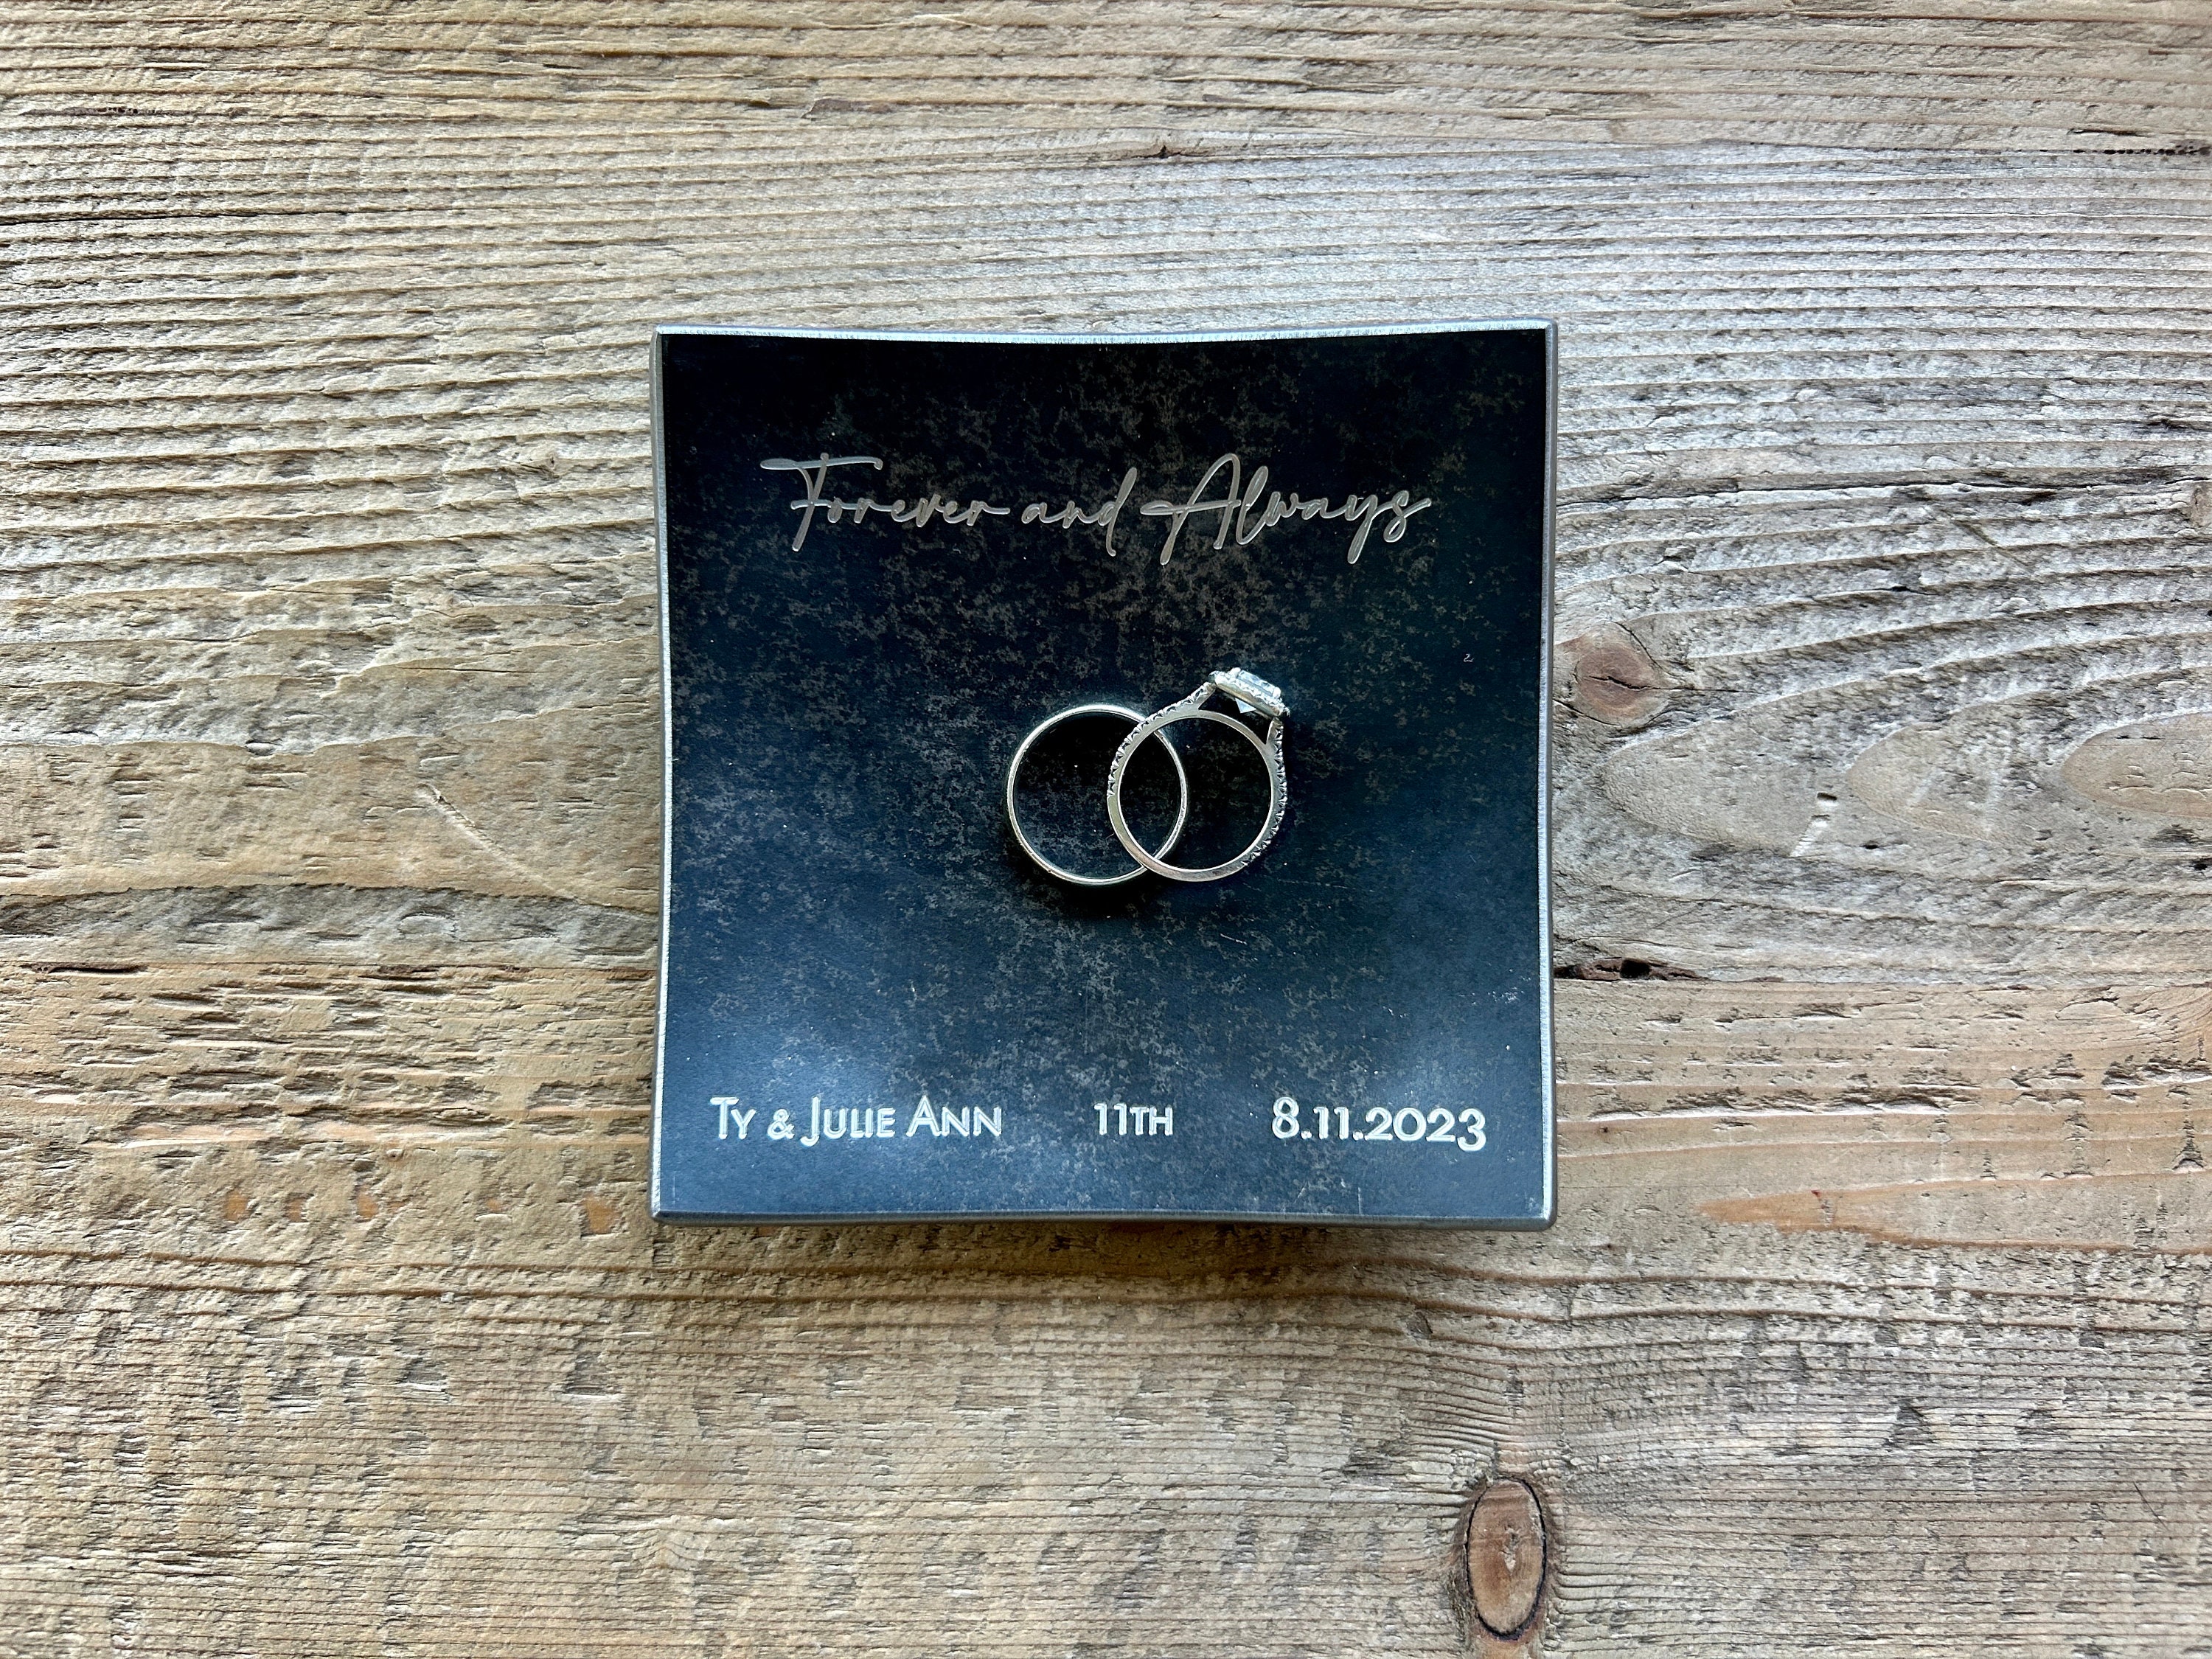 Forever and Always
Ty & Julie Ann 11th 8.11.2023